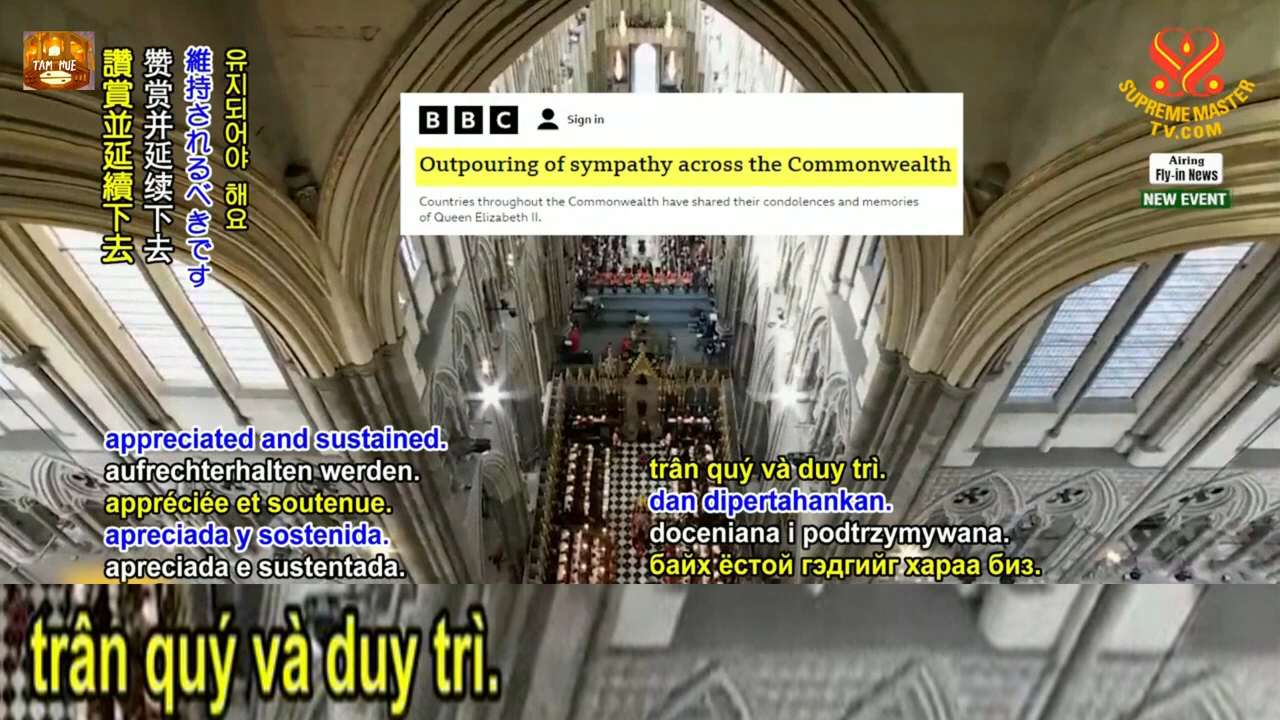 TÂM HUE
讚賞並延續下去
赞赏并延续下去
維持されるべきです
유지되어야 해요
BBC
Sign in
Outpouring of sympathy across the Commonwealth
Countries throughout the Commonwealth have shared their condolences and memories
of Queen Elizabeth II.
SUPREME MASTER
TV.COM
Airing
Fly-in News
NEW EVENT
appreciated and sustained.
aufrechterhalten werden.
appréciée et soutenue.
apreciada y sostenida.
apreciada e sustentada.
trân quý và duy trì.
dan dipertahankan.
doceniana i podtrzymywana.
байх ёстой гэдгийг хараа биз.
trân quý và duy trì.